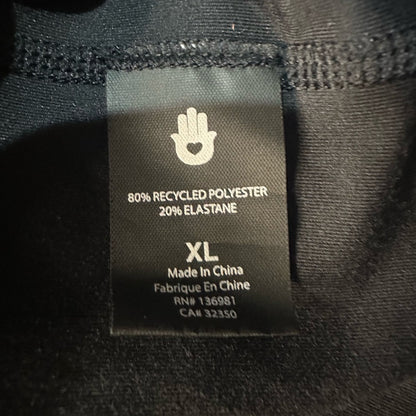 80% RECYCLED POLYESTER
20% ELASTANE
XL
Made In China
Fabrique En Chine
RN# 136981
CA# 32350